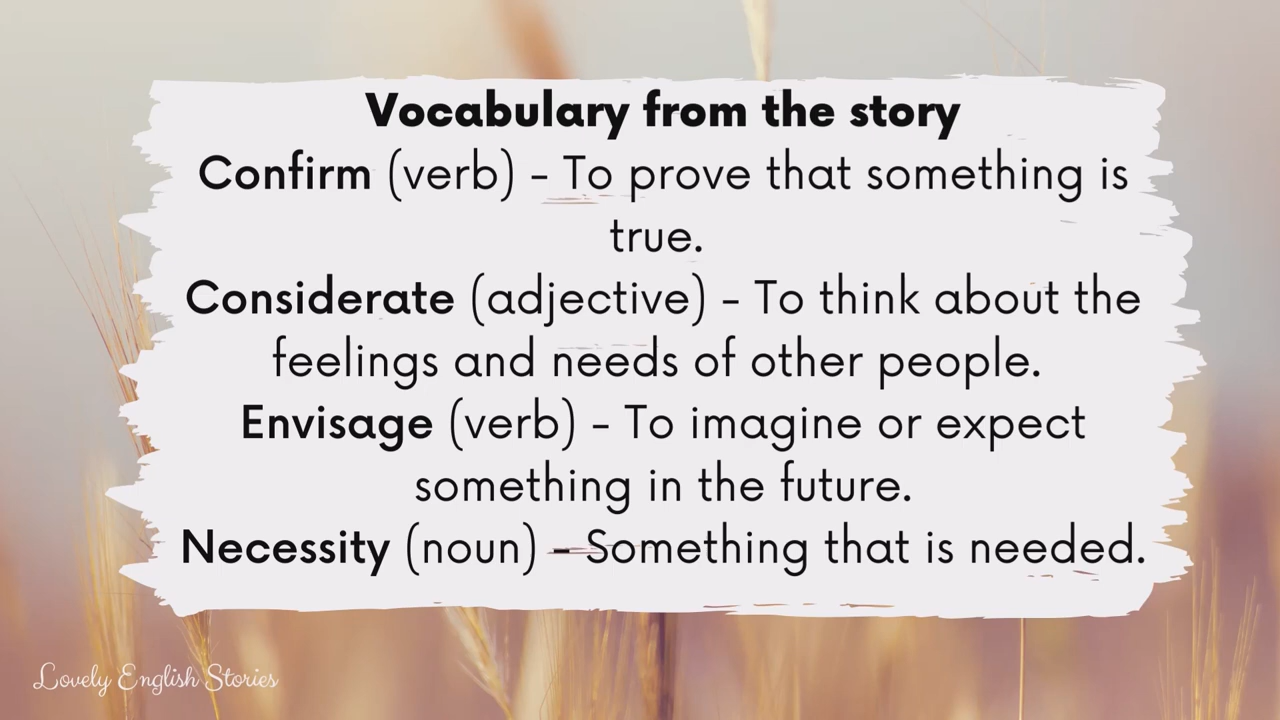 Vocabulary from the story
Confirm (verb) – To prove that something is
true.
Considerate (adjective) – To think about the
feelings and needs of other people.
Envisage (verb) – To imagine or expect
something in the future.
Necessity (noun) – Something that is needed.
Lovely English Stories